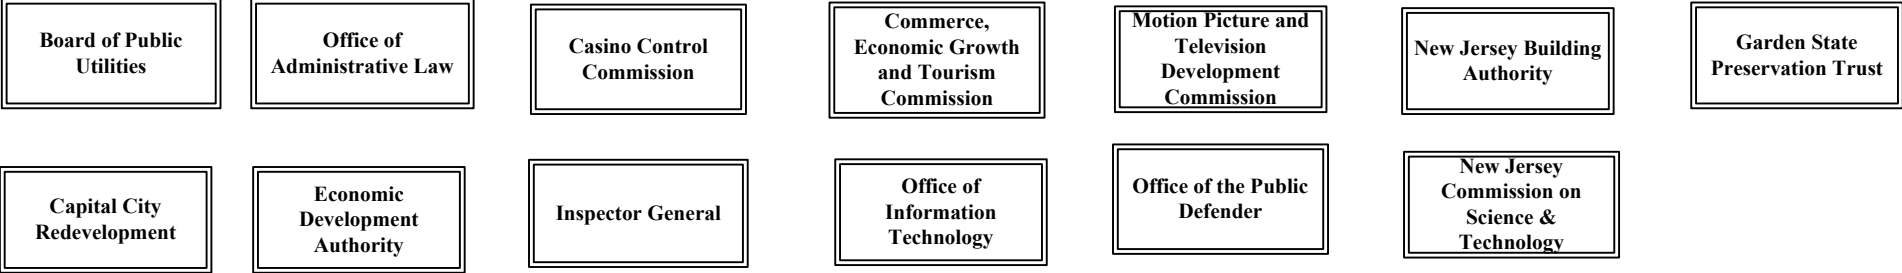 Board of Public
Utilities
Office of
Administrative Law
Casino Control
Commission
Commerce,
Economic Growth
and Tourism
Commission
Motion Picture and
Television
Development
Commission
New Jersey Building
Authority
Garden State
Preservation Trust
Capital City
Redevelopment
Economic
Development
Authority
Inspector General
Office of
Information
Technology
Office of the Public
Defender
New Jersey
Commission on
Science &
Technology